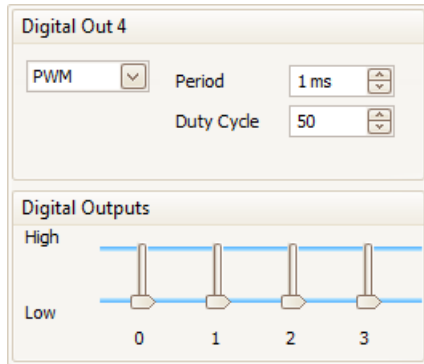 Digital Out 4
PWM Period 1 ms
Duty Cycle 50
Digital Outputs
High
Low
0 1 2 3